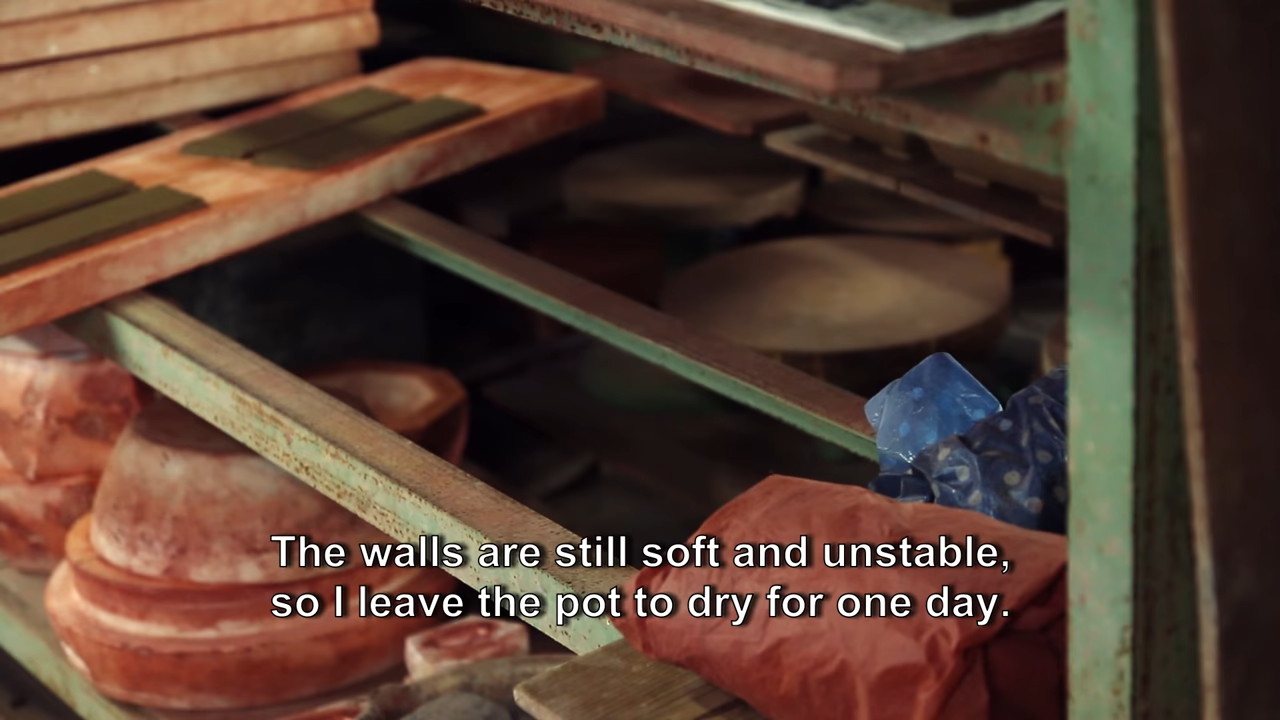 The walls are still soft and unstable,
so I leave the pot to dry for one day.